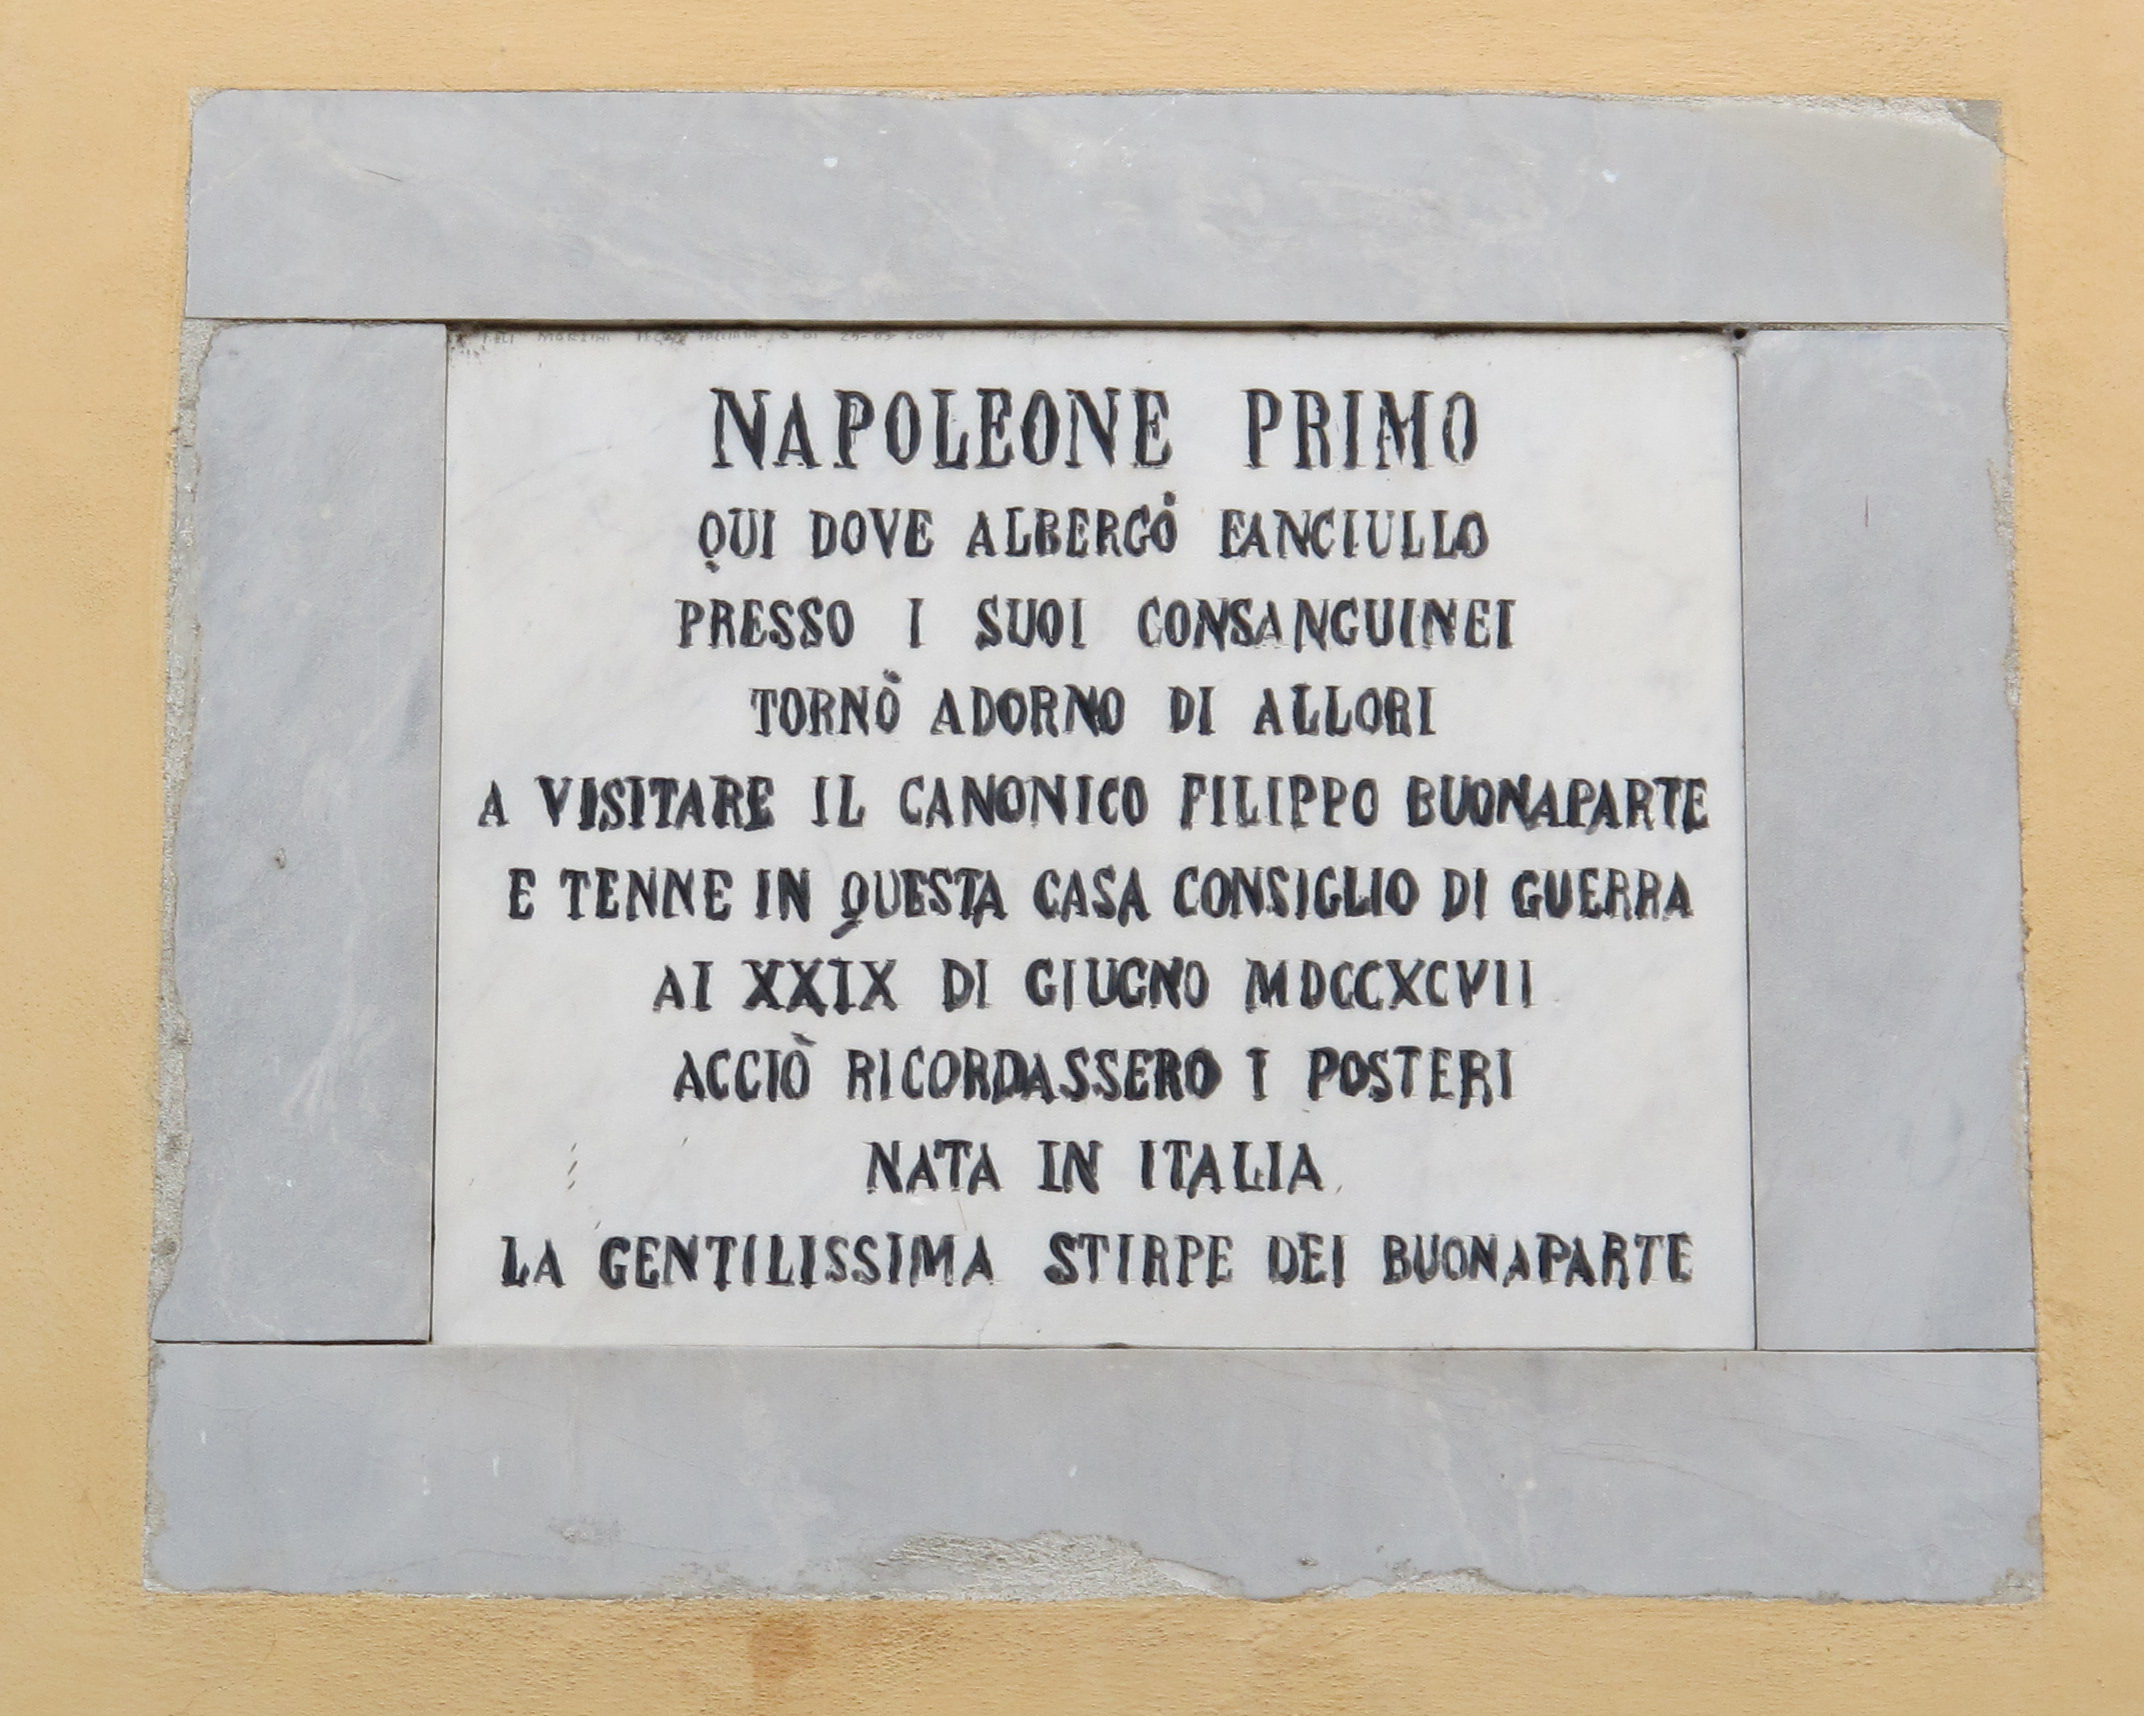 NAPOLEONE PRIMO
QUI DOVE ALBERGÒ FANCIULLO
PRESSO I SUOI CONSANGUINEI
TORNÒ ADORNO DI ALLORI
A VISITARE IL CANONICO FILIPPO BUONAPARTE
E TENNE IN QUESTA CASA CONSIGLIO DI GUERRA
AI XXIX DI GIUGNO MDCCXCVII
ACCIÒ RICORDASSERO I POSTERI
NATA IN ITALIA
LA GENTILISSIMA STIRPE DEI BUONAPARTE